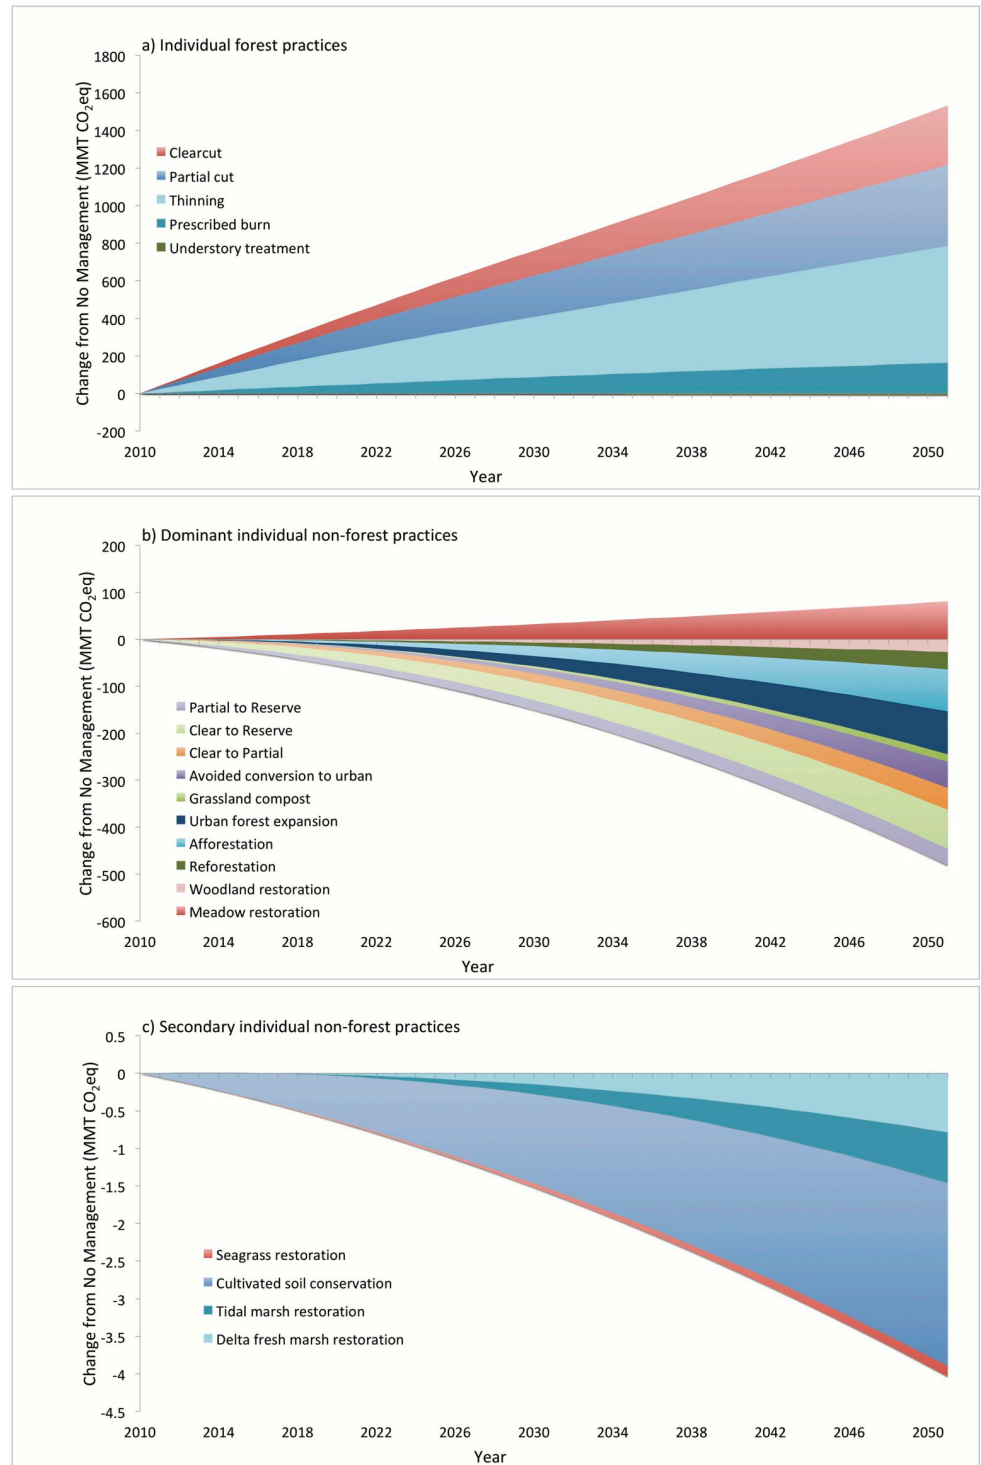 a) Individual forest practices
Change from No Management (MMT CO₂eq)
1800
1600
1400
1200
1000
800
600
400
200
0
-200
Clearcut
Partial cut
Thinning
Prescribed burn
Understory treatment
2010 2014 2018 2022 2026 2030 2034 2038 2042 2046 2050
Year
b) Dominant individual non-forest practices
Change from No Management (MMT CO₂eq)
200
100
0
-100
-200
-300
-400
-500
-600
Partial to Reserve
Clear to Reserve
Clear to Partial
Avoided conversion to urban
Grassland compost
Urban forest expansion
Afforestation
Reforestation
Woodland restoration
Meadow restoration
2010 2014 2018 2022 2026 2030 2034 2038 2042 2046 2050
Year
c) Secondary individual non-forest practices
Change from No Management (MMT CO₂eq)
0.5
0
-0.5
-1
-1.5
-2
-2.5
-3
-3.5
-4
-4.5
Seagrass restoration
Cultivated soil conservation
Tidal marsh restoration
Delta fresh marsh restoration
2010 2014 2018 2022 2026 2030 2034 2038 2042 2046 2050
Year